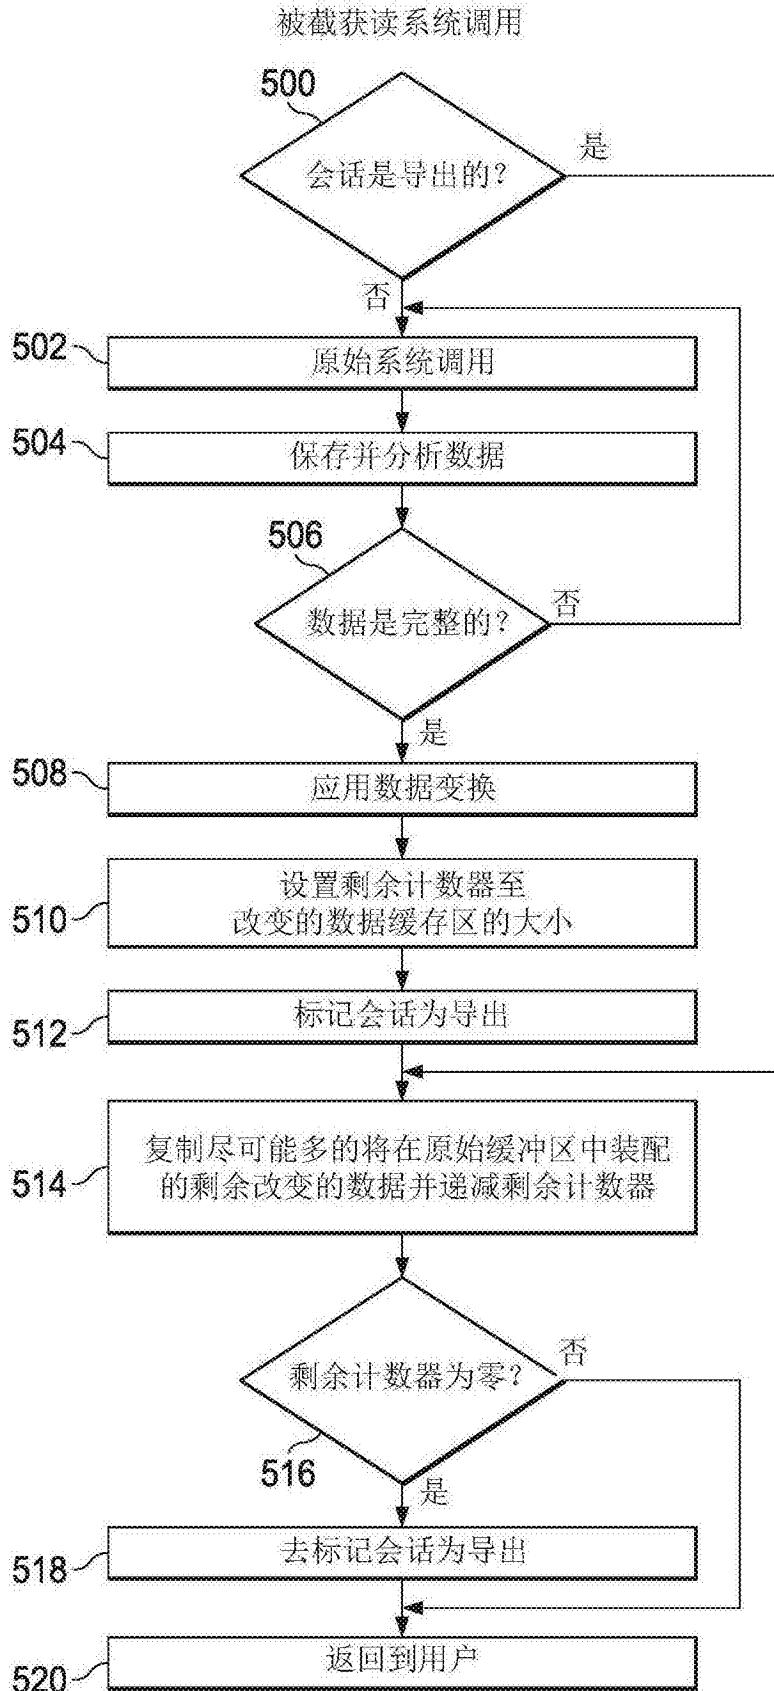 被截获读系统调用
500
会话是导出的？
是
否
502
原始系统调用
504
保存并分析数据
506
数据是完整的？
否
是
508
应用数据变换
510
设置剩余计数器至
改变的数据缓存区的大小
512
标记会话为导出
514
复制尽可能多的将在原始缓冲区中装配
的剩余改变的数据并递减剩余计数器
剩余计数器为零？
否
516
是
518
去标记会话为导出
520
返回到用户